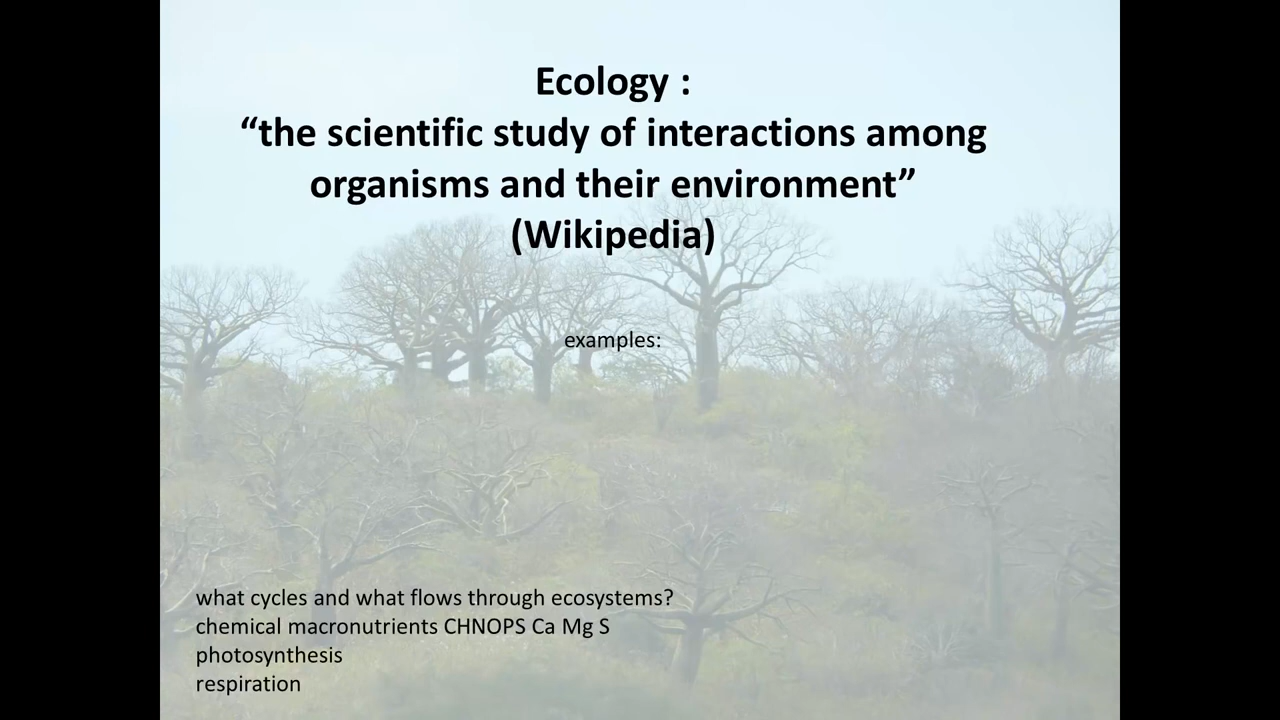 Ecology :
“the scientific study of interactions among
organisms and their environment”
(Wikipedia)
examples:
what cycles and what flows through ecosystems?
chemical macronutrients CHNOPS Ca Mg S
photosynthesis
respiration